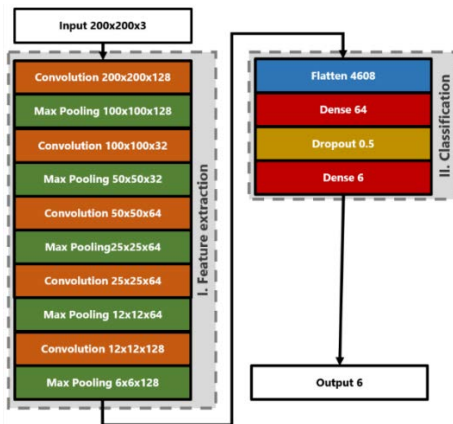 Input 200x200x3
Convolution 200x200x128
Max Pooling 100x100x128
Convolution 100x100x32
Max Pooling 50x50x32
Convolution 50x50x64
Max Pooling25x25x64
Convolution 25x25x64
Max Pooling 12x12x64
Convolution 12x12x128
Max Pooling 6x6x128
I. Feature extraction
Flatten 4608
Dense 64
Dropout 0.5
Dense 6
II. Classification
Output 6